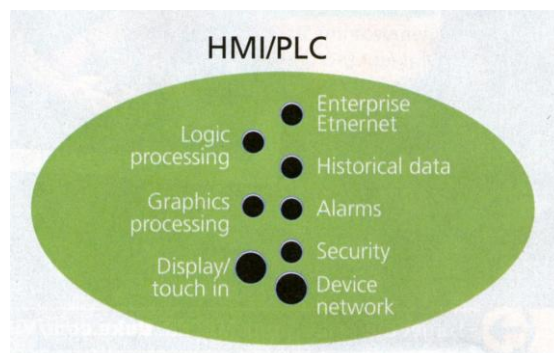 HMI/PLC
Enterprise
Etnernet
Logic
processing
Historical data
Graphics
processing
Alarms
Security
Display/
touch in
Device
network